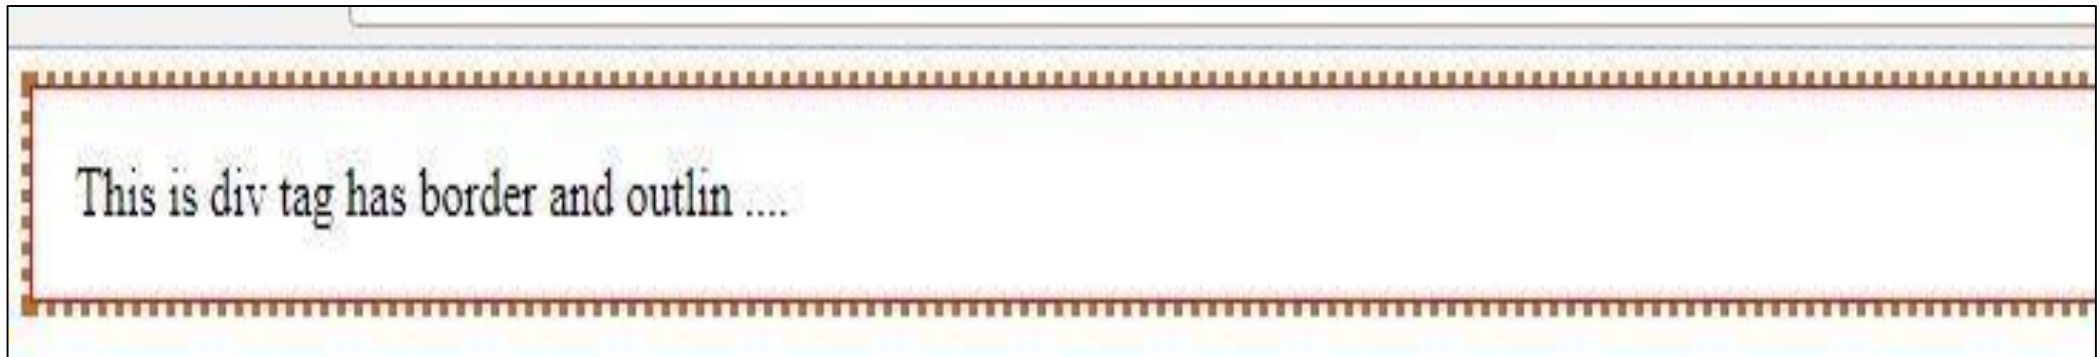 This is div tag has border and outlin ....